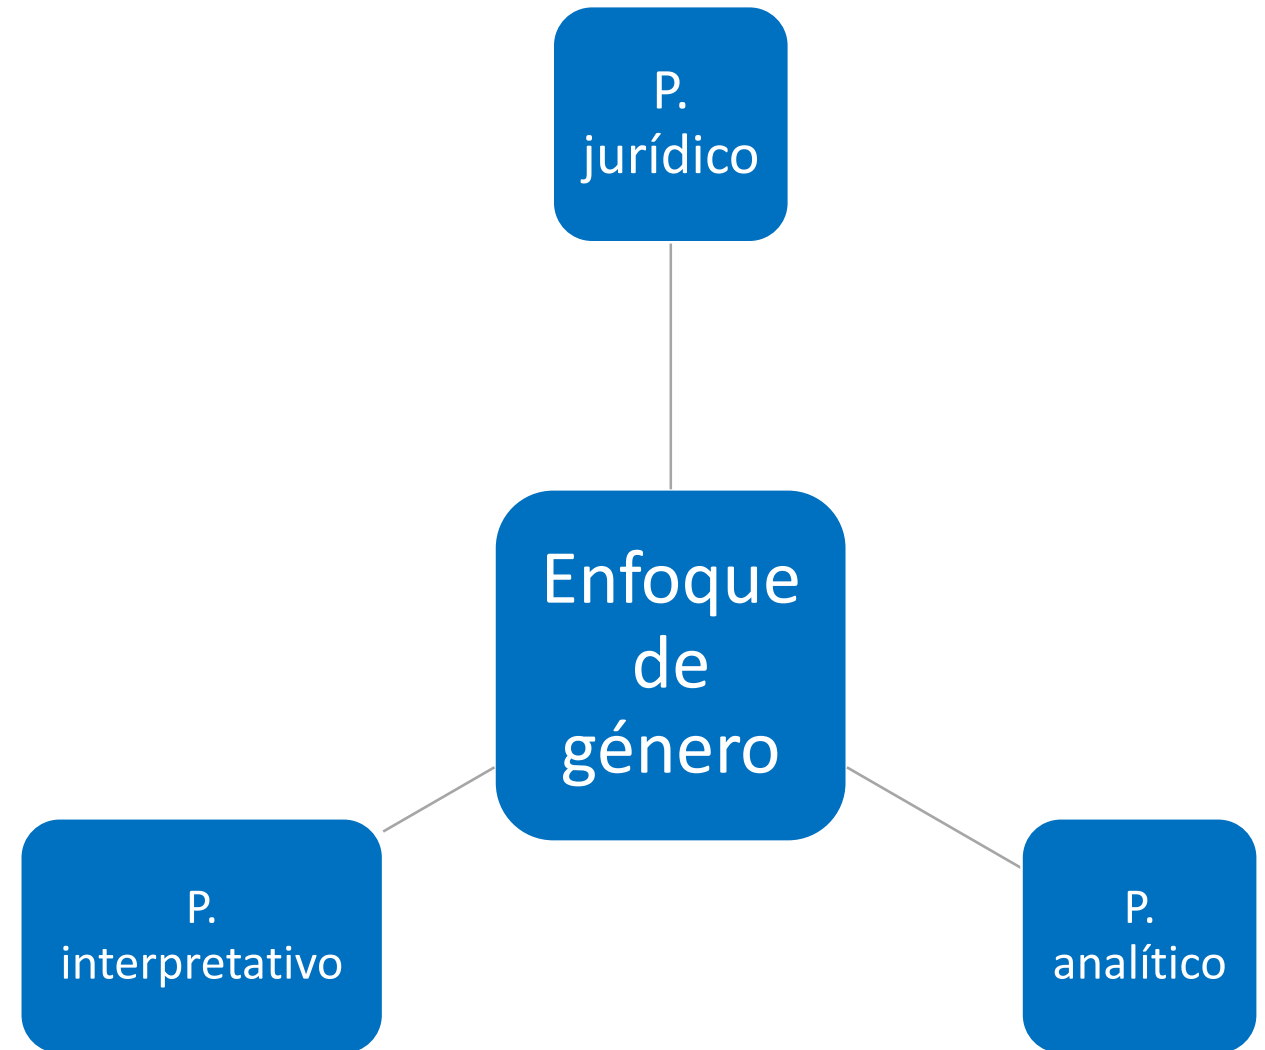 P.
jurídico
Enfoque
de
género
P.
interpretativo
P.
analítico